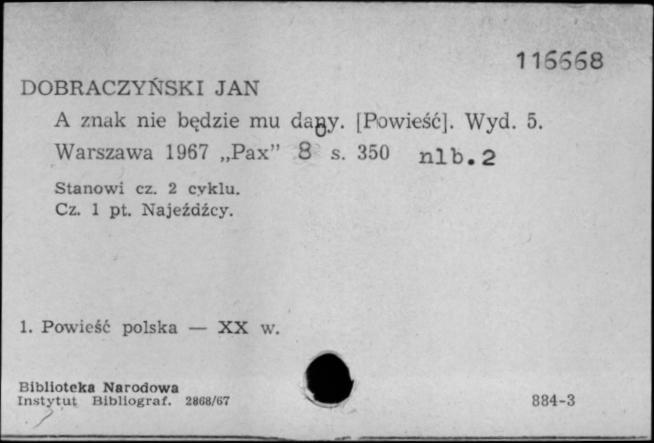 116668
DOBRACZYŃSKI JAN
A znak nie będzie mu dany. [Powieść]. Wyd. 5.
Warszawa 1967 „Pax” 8 s. 350 nlb.2
Stanowi cz. 2 cyklu.
Cz. 1 pt. Najeźdźcy.
1. Powieść polska — XX w.
Biblioteka Narodowa
Instytut Bibliograf. 2868/67
884-3